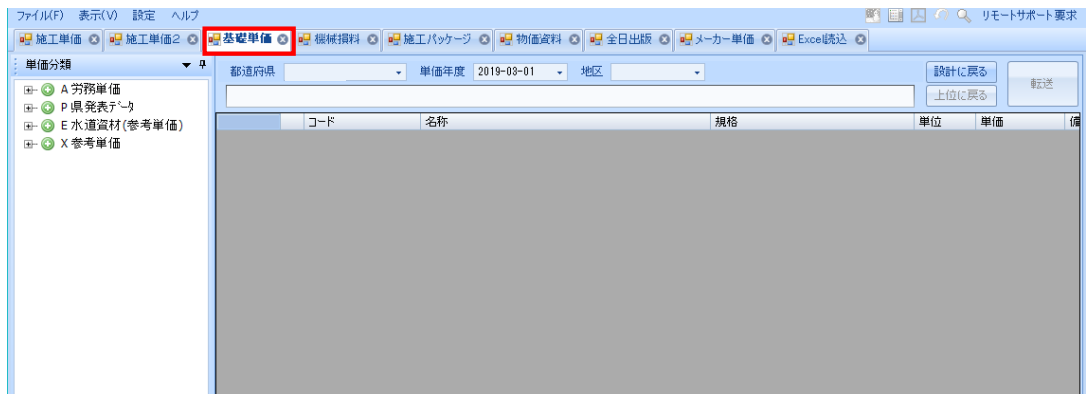 ファイル(F) 表示(V) 設定 ヘルプ リモートサポート要求
施工単価 施工単価2 基礎単価 機械損料 施工パッケージ 物価資料 全日出版 メーカー単価 Excel読込
単価分類
都道府県 単価年度 2019-03-01 地区 設計に戻る 転送
上位に戻る
A 労務単価
P 県発表データ
E 水道資材(参考単価)
X 参考単価
コード 名称 規格 単位 単価 備